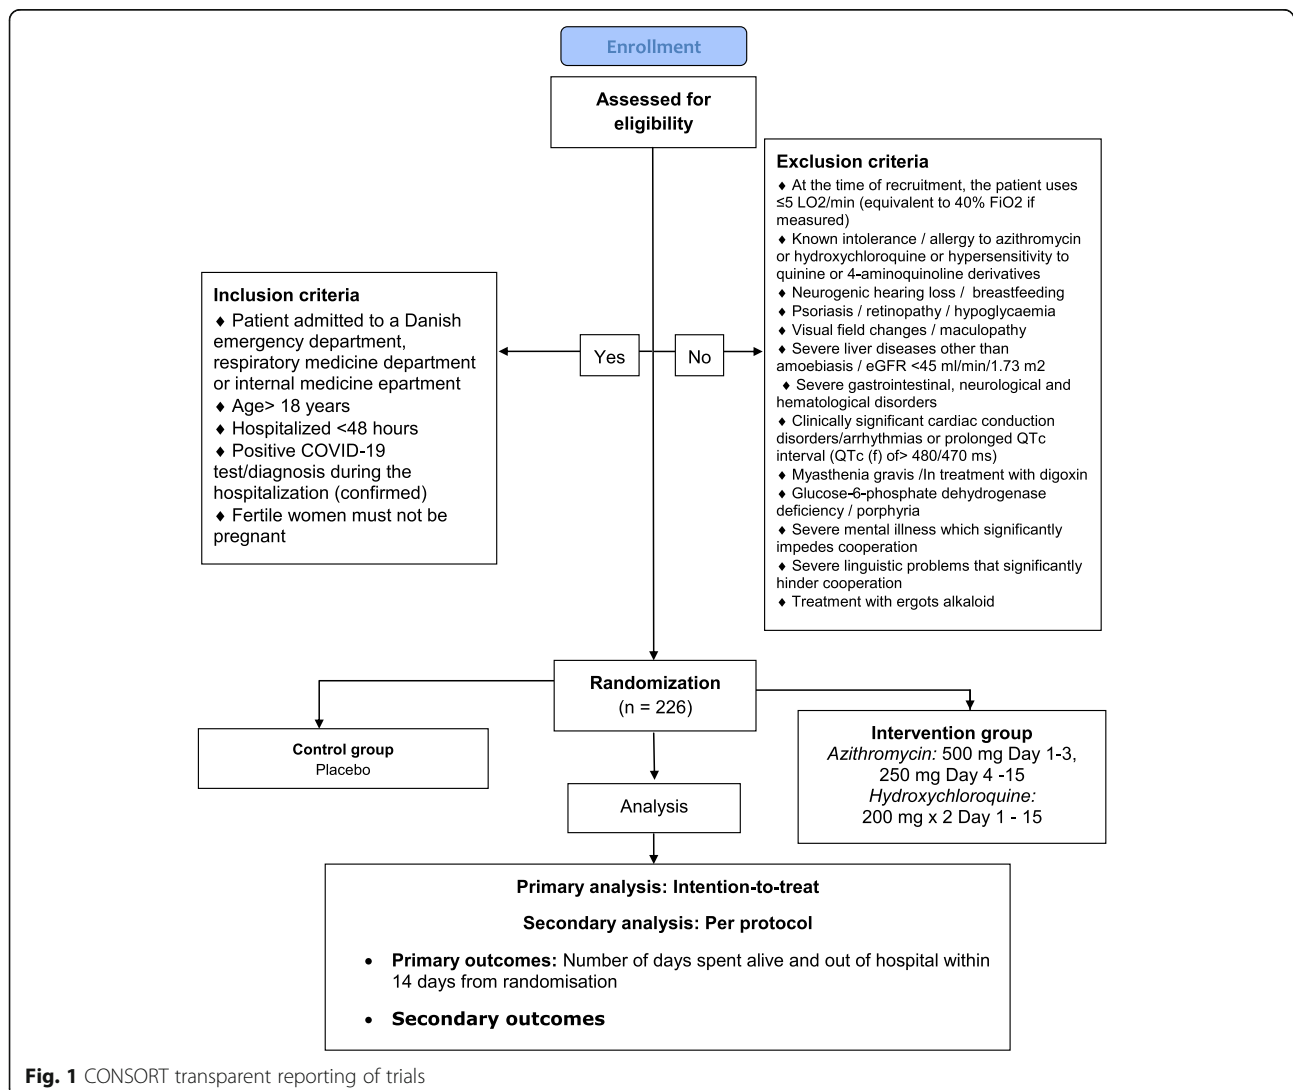 Enrollment
Assessed for
eligibility
Exclusion criteria
♦ At the time of recruitment, the patient uses
≤5 LO2/min (equivalent to 40% FiO2 if
measured)
♦ Known intolerance / allergy to azithromycin
or hydroxychloroquine or hypersensitivity to
quinine or 4-aminoquinoline derivatives
♦ Neurogenic hearing loss / breastfeeding
♦ Psoriasis / retinopathy / hypoglycaemia
♦ Visual field changes / maculopathy
♦ Severe liver diseases other than
amoebiasis / eGFR <45 ml/min/1.73 m2
♦ Severe gastrointestinal, neurological and
hematological disorders
♦ Clinically significant cardiac conduction
disorders/arrhythmias or prolonged QTc
interval (QTc (f) of> 480/470 ms)
♦ Myasthenia gravis /In treatment with digoxin
♦ Glucose-6-phosphate dehydrogenase
deficiency / porphyria
♦ Severe mental illness which significantly
impedes cooperation
♦ Severe linguistic problems that significantly
hinder cooperation
♦ Treatment with ergots alkaloid
Inclusion criteria
♦ Patient admitted to a Danish
emergency department,
respiratory medicine department
or internal medicine epartment
♦ Age> 18 years
♦ Hospitalized <48 hours
♦ Positive COVID-19
test/diagnosis during the
hospitalization (confirmed)
♦ Fertile women must not be
pregnant
Yes
No
Randomization
(n = 226)
Control group
Placebo
Intervention group
Azithromycin: 500 mg Day 1-3,
250 mg Day 4 -15
Hydroxychloroquine:
200 mg x 2 Day 1 - 15
Analysis
Primary analysis: Intention-to-treat
Secondary analysis: Per protocol
• Primary outcomes: Number of days spent alive and out of hospital within
14 days from randomisation
• Secondary outcomes
Fig. 1 CONSORT transparent reporting of trials